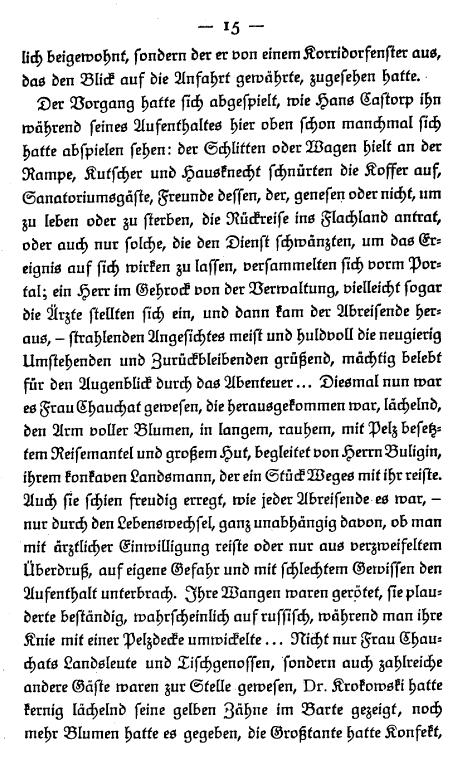 — 15 —
lich beigewohnt, sondern der er von einem Korridorfenster aus,
das den Blick auf die Anfahrt gewährte, zugesehen hatte.
Der Vorgang hatte sich abgespielt, wie Hans Castorp ihn
während seines Aufenthaltes hier oben schon manchmal sich
hatte abspielen sehen: der Schlitten oder Wagen hielt an der
Rampe, Kutscher und Hausknecht schnürten die Koffer auf,
Sanatoriumsgäste, Freunde dessen, der, genesen oder nicht, um
zu leben oder zu sterben, die Rückreise ins Flachland antrat,
oder auch nur solche, die den Dienst schwänzten, um das Er-
eignis auf sich wirken zu lassen, versammelten sich vorm Por-
tal; ein Herr im Gehrock von der Verwaltung, vielleicht sogar
die Ärzte stellten sich ein, und dann kam der Abreisende her-
aus, – strahlenden Angesichtes meist und huldvoll die neugierig
Umstehenden und Zurückbleibenden grüßend, mächtig belebt
für den Augenblick durch das Abenteuer... Diesmal nun war
es Frau Chauchat gewesen, die herausgekommen war, lächelnd,
den Arm voller Blumen, in langem, rauhem, mit Pelz besetz-
tem Reisemantel und großem Hut, begleitet von Herrn Buligin,
ihrem konkaven Landsmann, der ein Stück Weges mit ihr reiste.
Auch sie schien freudig erregt, wie jeder Abreisende es war, –
nur durch den Lebenswechsel, ganz unabhängig davon, ob man
mit ärztlicher Einwilligung reiste oder nur aus verzweifeltem
Überdruß, auf eigene Gefahr und mit schlechtem Gewissen den
Aufenthalt unterbrach. Ihre Wangen waren gerötet, sie plau-
derte beständig, wahrscheinlich auf russisch, während man ihre
Knie mit einer Pelzdecke umwickelte... Nicht nur Frau Chau-
chats Landsleute und Tischgenossen, sondern auch zahlreiche
andere Gäste waren zur Stelle gewesen, Dr. Krokowski hatte
kernig lächelnd seine gelben Zähne im Barte gezeigt, noch
mehr Blumen hatte es gegeben, die Großtante hatte Konfekt,